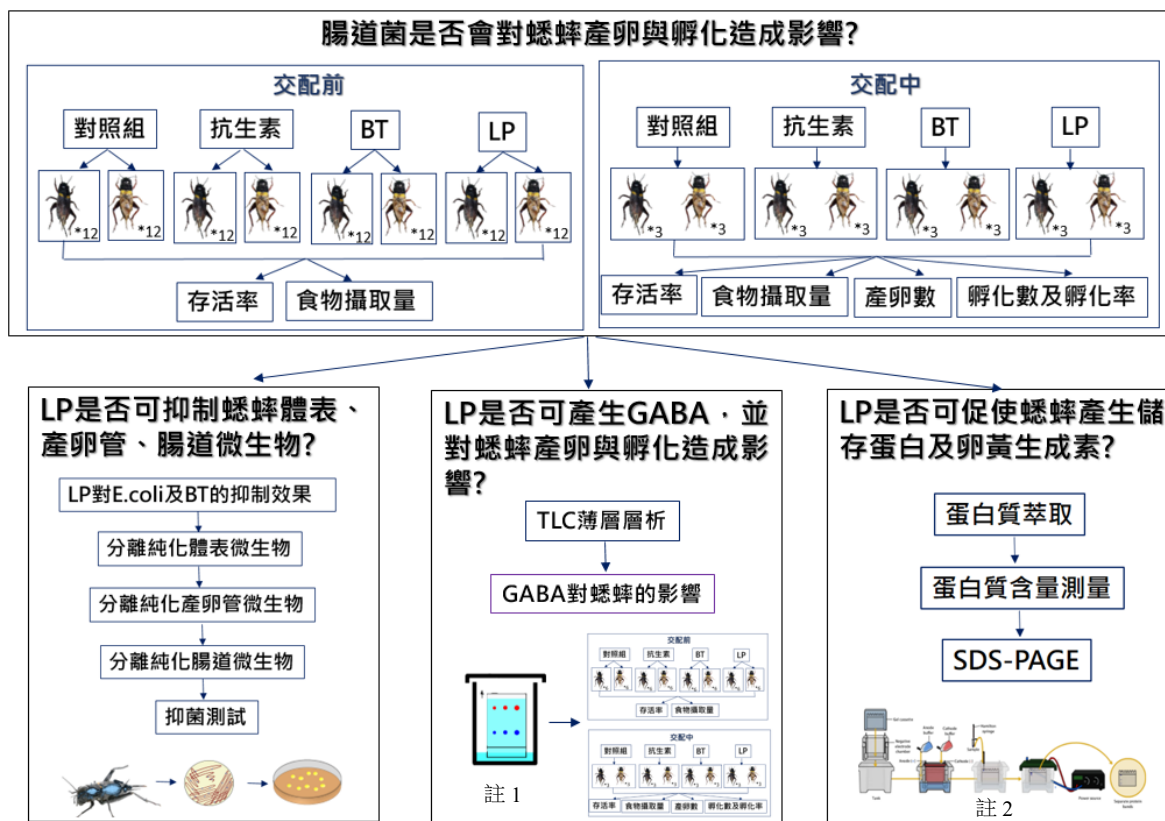 腸道菌是否會對蟋蟀產卵與孵化造成影響?
交配前
對照組 抗生素 BT LP
*12 *12 *12 *12 *12 *12 *12 *12
存活率 食物攝取量
交配中
對照組 抗生素 BT LP
*3 *3 *3 *3 *3 *3 *3 *3
存活率 食物攝取量 產卵數 孵化數及孵化率
LP是否可抑制蟋蟀體表、
產卵管、腸道微生物?
LP對E.coli及BT的抑制效果
分離純化體表微生物
分離純化產卵管微生物
分離純化腸道微生物
抑菌測試
LP是否可產生GABA，並
對蟋蟀產卵與孵化造成影
響?
TLC薄層層析
GABA對蟋蟀的影響
交配前
對照組 抗生素 BT LP
存活率 食物攝取量
交配中
對照組 抗生素 BT LP
存活率 食物攝取量 產卵數 孵化數及孵化率
註 1
LP是否可促使蟋蟀產生儲
存蛋白及卵黃生成素?
蛋白質萃取
蛋白質含量測量
SDS-PAGE
Tank
Power source
註 2